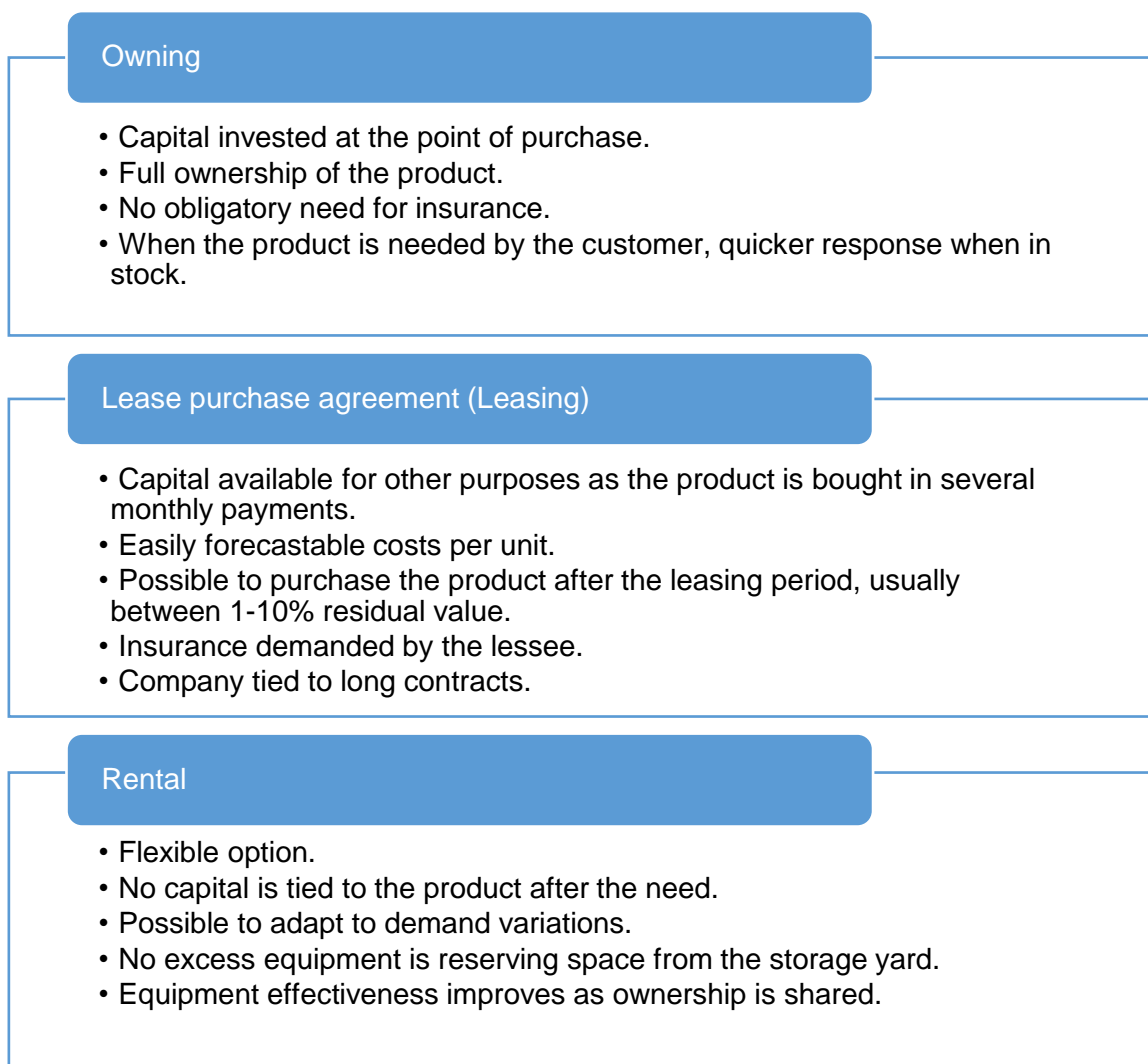 Owning
• Capital invested at the point of purchase.
• Full ownership of the product.
• No obligatory need for insurance.
• When the product is needed by the customer, quicker response when in
stock.
Lease purchase agreement (Leasing)
• Capital available for other purposes as the product is bought in several
monthly payments.
• Easily forecastable costs per unit.
• Possible to purchase the product after the leasing period, usually
between 1-10% residual value.
• Insurance demanded by the lessee.
• Company tied to long contracts.
Rental
• Flexible option.
• No capital is tied to the product after the need.
• Possible to adapt to demand variations.
• No excess equipment is reserving space from the storage yard.
• Equipment effectiveness improves as ownership is shared.